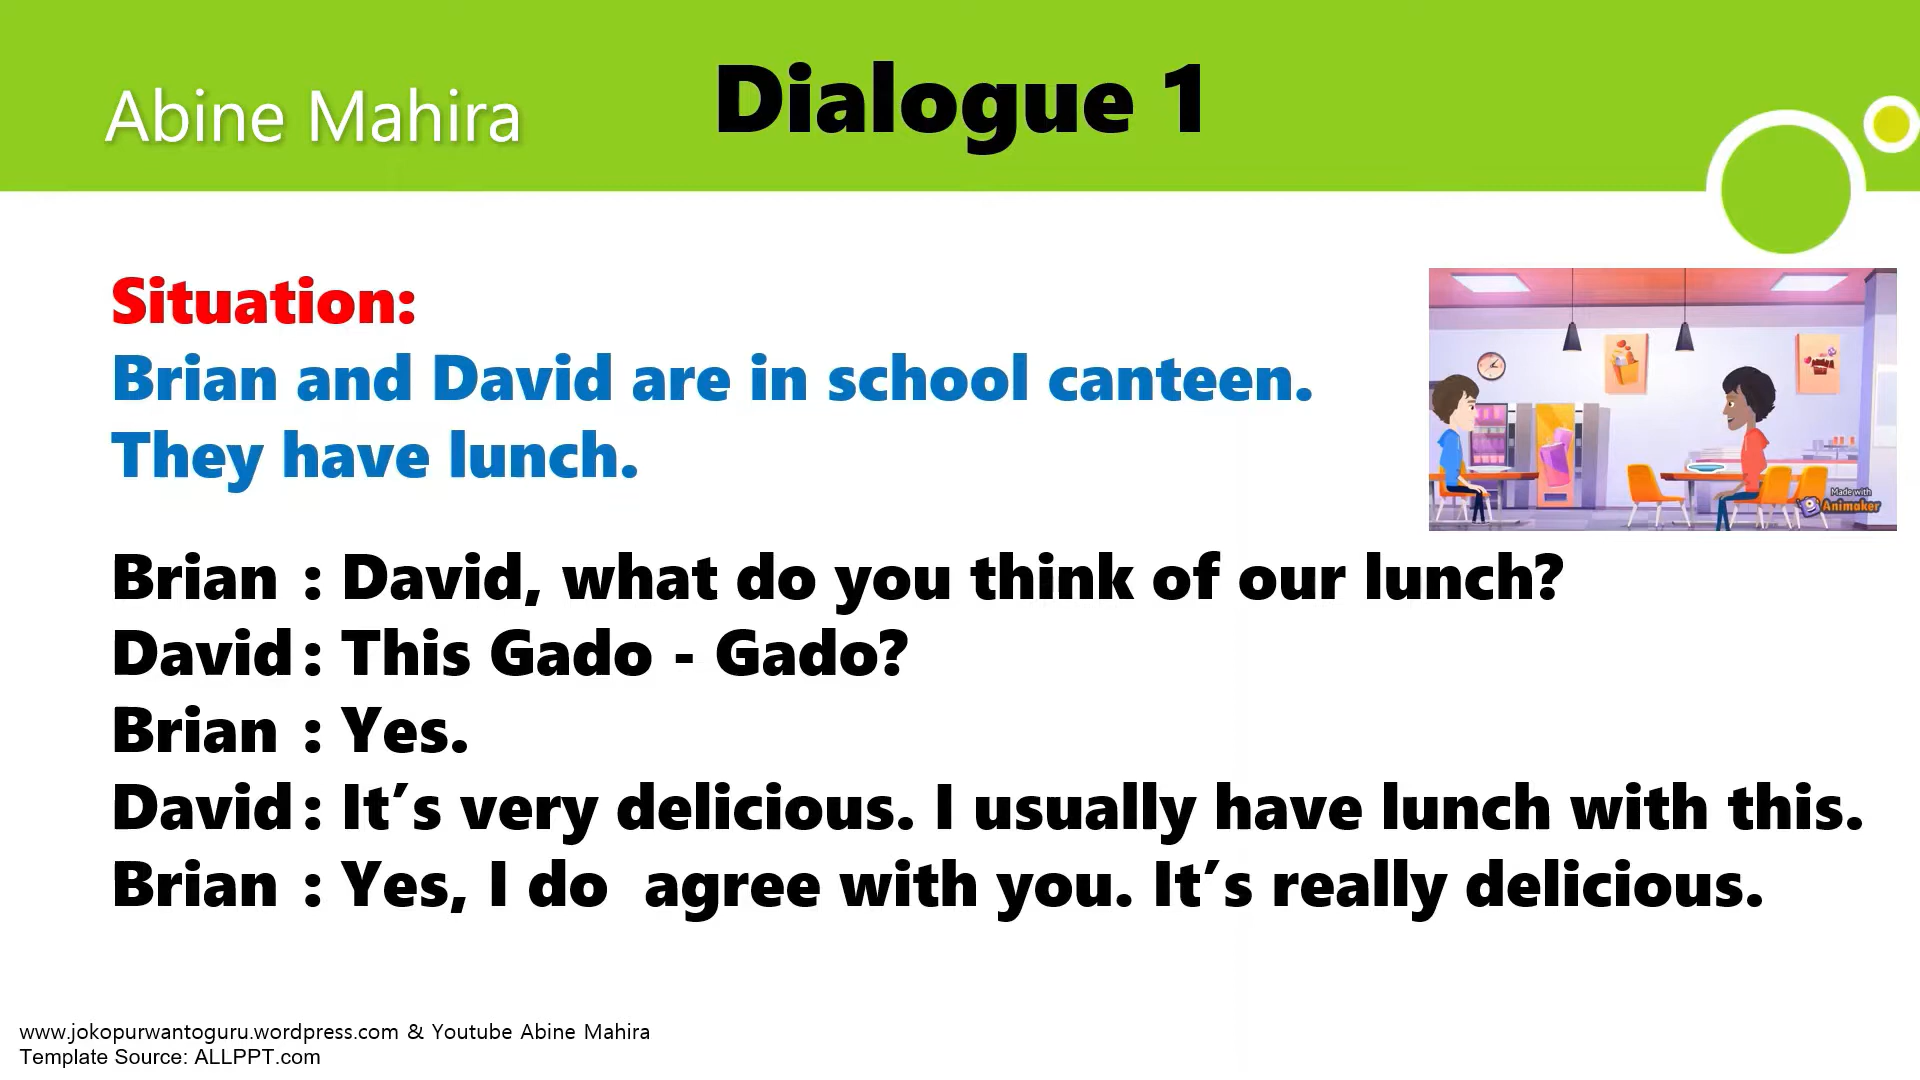 Abine Mahira
Dialogue 1
Situation:
Brian and David are in school canteen.
They have lunch.
Made with
Animaker
Brian : David, what do you think of our lunch?
David : This Gado - Gado?
Brian : Yes.
David : It’s very delicious. I usually have lunch with this.
Brian : Yes, I do  agree with you. It’s really delicious.
www.jokopurwantoguru.wordpress.com & Youtube Abine Mahira
Template Source: ALLPPT.com